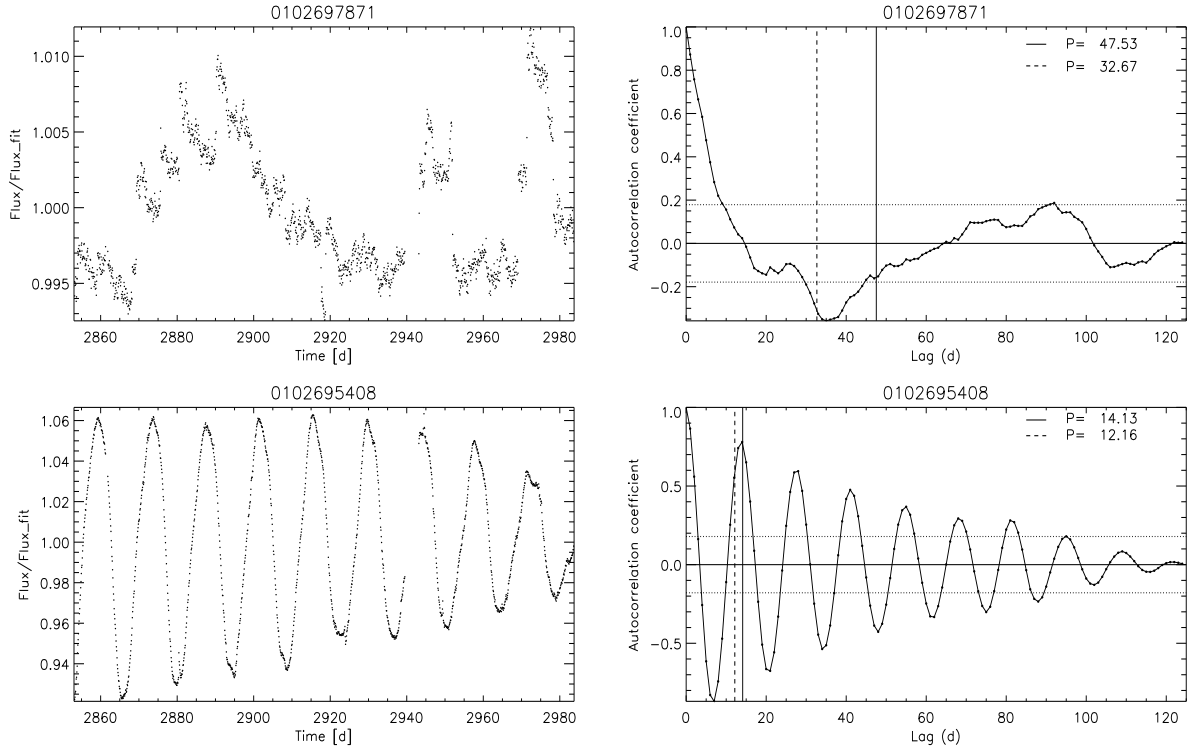 0102697871
Flux/Flux_fit
1.010
1.005
1.000
0.995
2860 2880 2900 2920 2940 2960 2980
Time [d]
0102697871
Autocorrelation coefficient
1.0
0.8
0.6
0.4
0.2
0.0
−0.2
P= 47.53
P= 32.67
0 20 40 60 80 100 120
Lag (d)
0102695408
Flux/Flux_fit
1.06
1.04
1.02
1.00
0.98
0.96
0.94
2860 2880 2900 2920 2940 2960 2980
Time [d]
0102695408
Autocorrelation coefficient
1.0
0.5
0.0
−0.5
P= 14.13
P= 12.16
0 20 40 60 80 100 120
Lag (d)